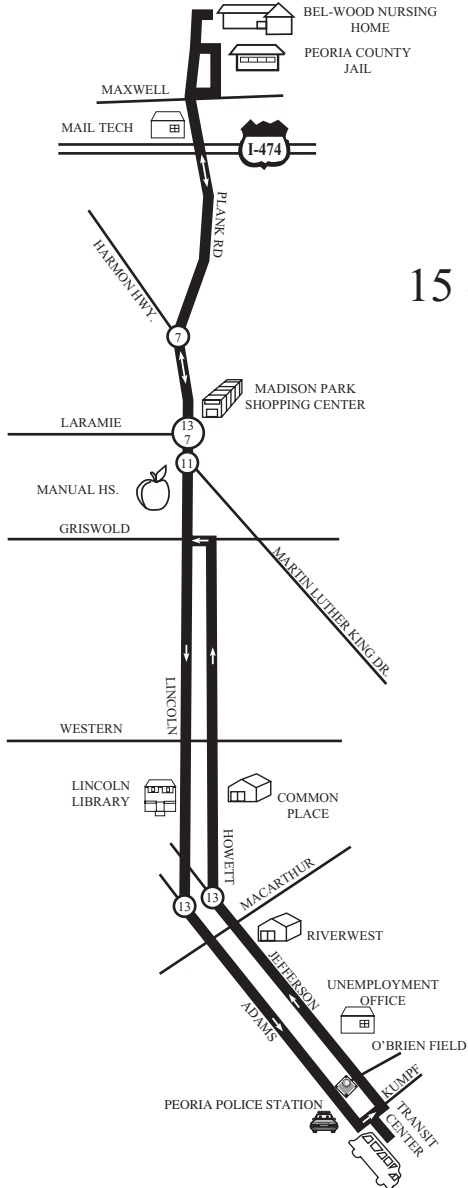 BEL-WOOD NURSING
HOME
PEORIA COUNTY
JAIL
MAXWELL
MAIL TECH
I-474
PLANK RD
HARMON HWY.
15
7
MADISON PARK
SHOPPING CENTER
LARAMIE
13
7
11
MANUAL HS.
GRISWOLD
MARTIN LUTHER KING DR.
LINCOLN
WESTERN
LINCOLN
LIBRARY
COMMON
PLACE
HOWETT
MACARTHUR
13
13
RIVERWEST
JEFFERSON
ADAMS
UNEMPLOYMENT
OFFICE
O'BRIEN FIELD
KUMPF
PEORIA POLICE STATION
TRANSIT
CENTER